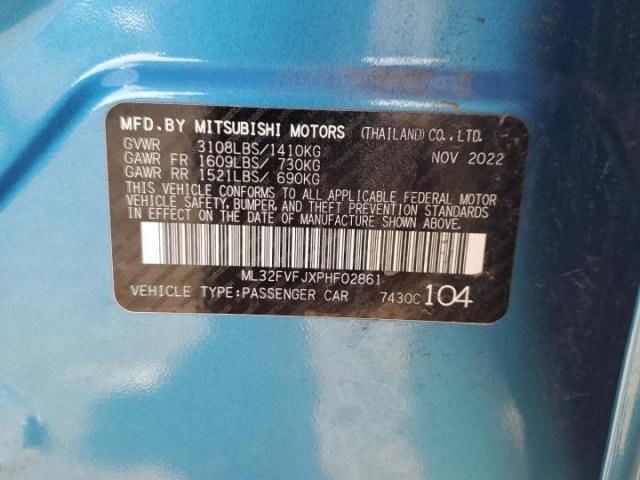 MFD.BY MITSUBISHI MOTORS (THAILAND) CO.,LTD.
GVWR 3108LBS/1410KG NOV 2022
GAWR FR 1609LBS/ 730KG
GAWR RR 1521LBS/ 690KG
THIS VEHICLE CONFORMS TO ALL APPLICABLE FEDERAL MOTOR
VEHICLE SAFETY, BUMPER, AND THEFT PREVENTION STANDARDS
IN EFFECT ON THE DATE OF MANUFACTURE SHOWN ABOVE.
ML32FVFJXPHF02861
VEHICLE TYPE:PASSENGER CAR 7430C 104